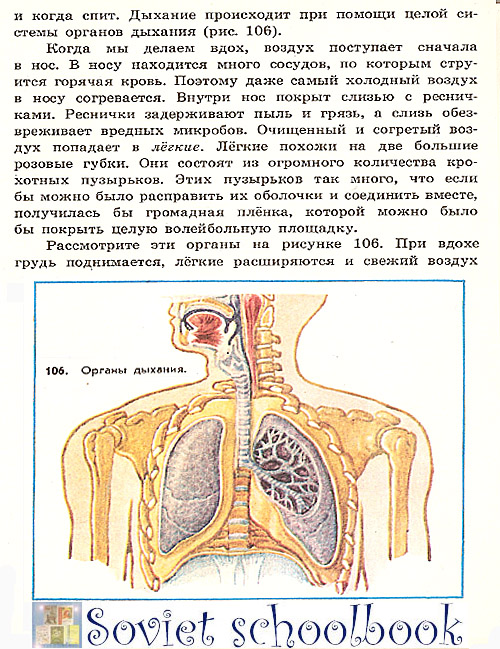 и когда спит. Дыхание происходит при помощи целой си-
стемы органов дыхания (рис. 106).
Когда мы делаем вдох, воздух поступает сначала
в нос. В носу находится много сосудов, по которым стру-
ится горячая кровь. Поэтому даже самый холодный воздух
в носу согревается. Внутри нос покрыт слизью с реснич-
ками. Реснички задерживают пыль и грязь, а слизь обез-
вреживает вредных микробов. Очищенный и согретый воз-
дух попадает в лёгкие. Лёгкие похожи на две большие
розовые губки. Они состоят из огромного количества кро-
хотных пузырьков. Этих пузырьков так много, что если
бы можно было расправить их оболочки и соединить вместе,
получилась бы громадная плёнка, которой можно было
бы покрыть целую волейбольную площадку.
Рассмотрите эти органы на рисунке 106. При вдохе
грудь поднимается, лёгкие расширяются и свежий воздух
106. Органы дыхания.
Soviet schoolbook